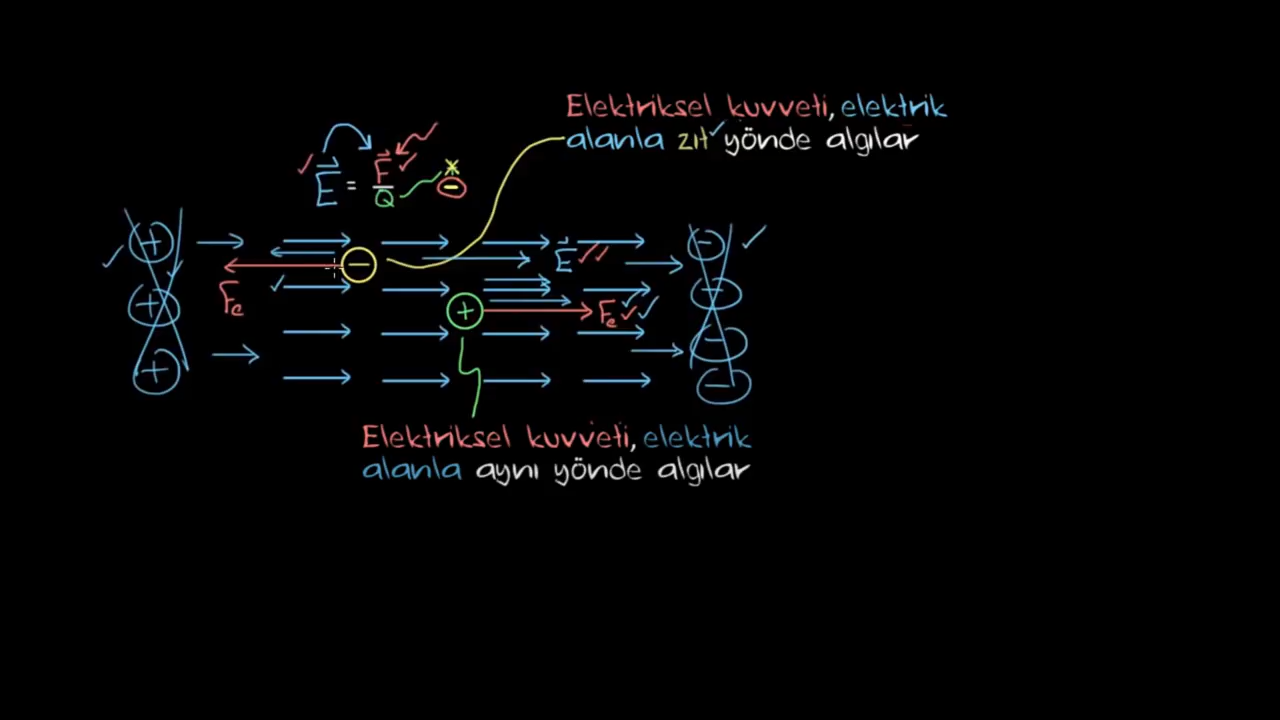 Elektriksel kuvveti, elektrik
alanla zıt yönde algılar
E = F/Q
-
+ -
- E
+ + Fe -
Fe + -
+ -
Elektriksel kuvveti, elektrik
alanla aynı yönde algılar